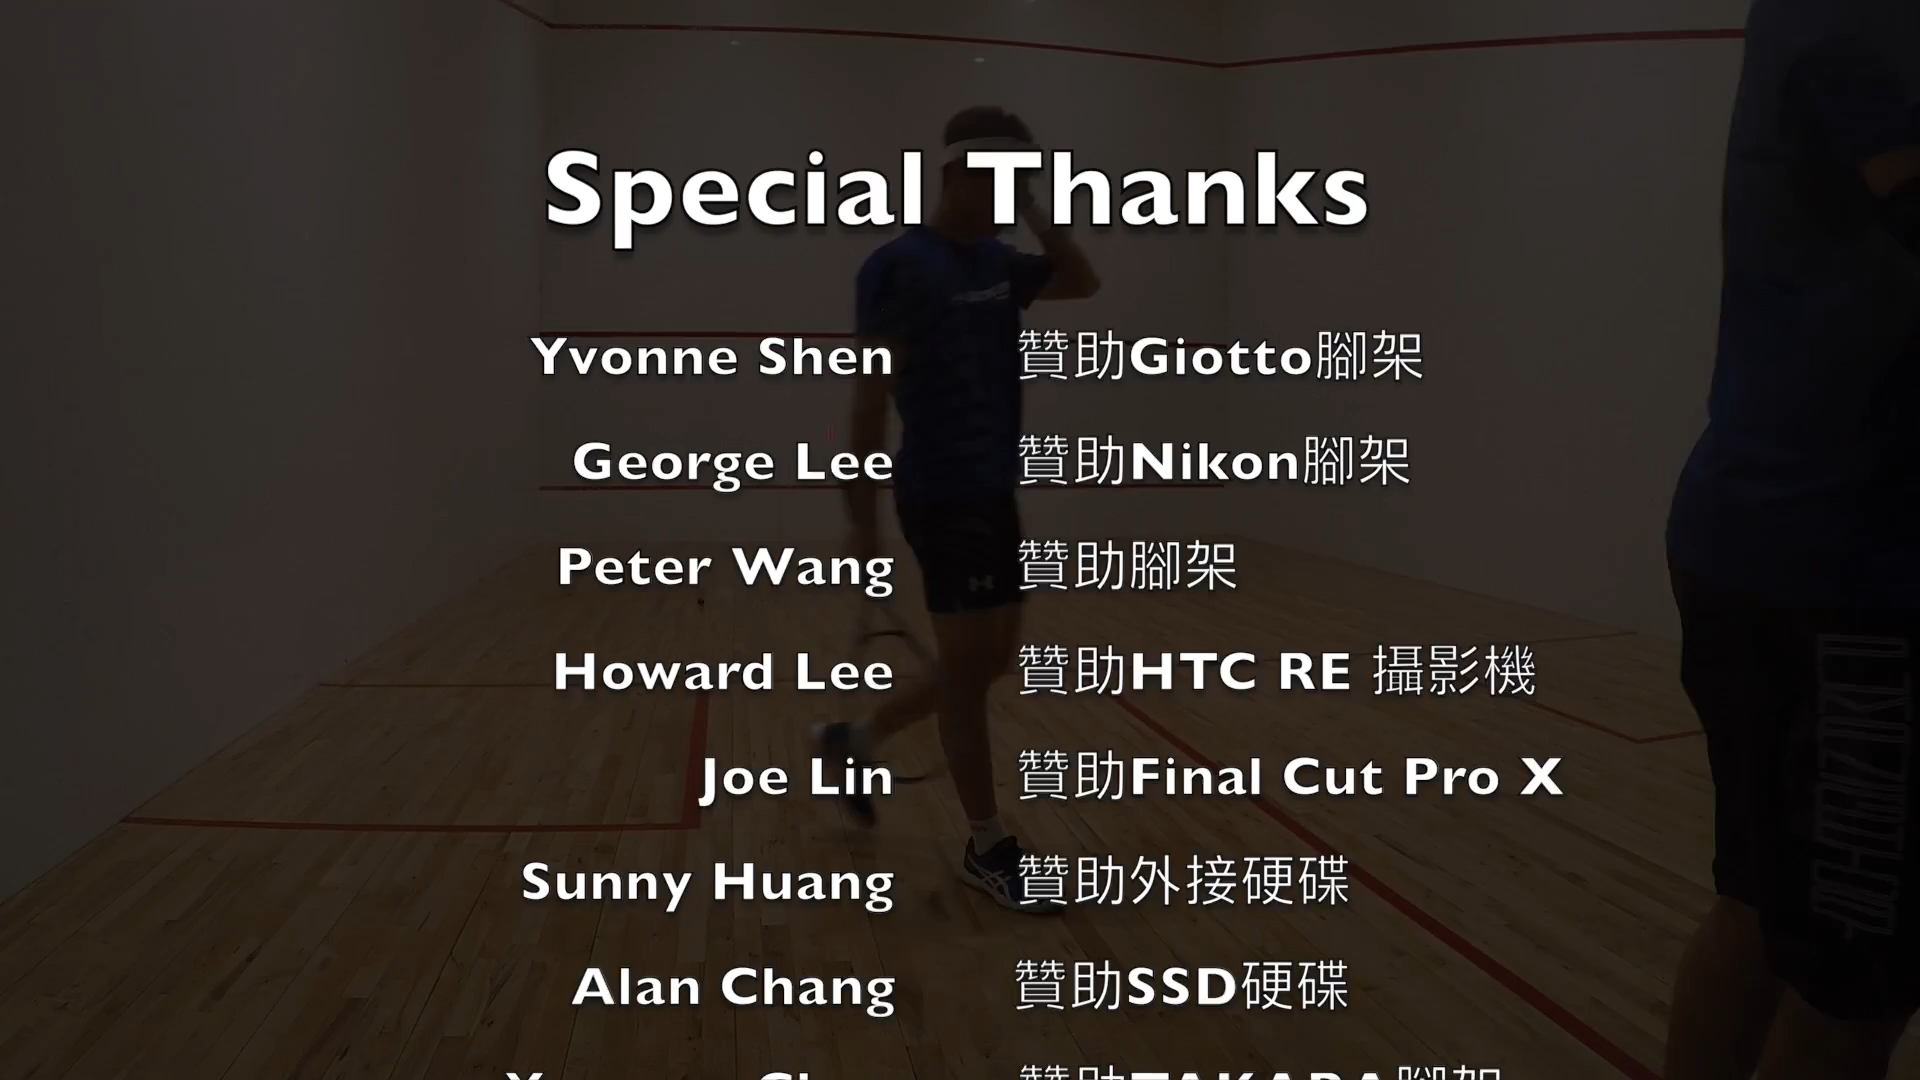 Special Thanks
Yvonne Shen 贊助Giotto腳架
George Lee 贊助Nikon腳架
Peter Wang 贊助腳架
Howard Lee 贊助HTC RE 攝影機
Joe Lin 贊助Final Cut Pro X
Sunny Huang 贊助外接硬碟
Alan Chang 贊助SSD硬碟